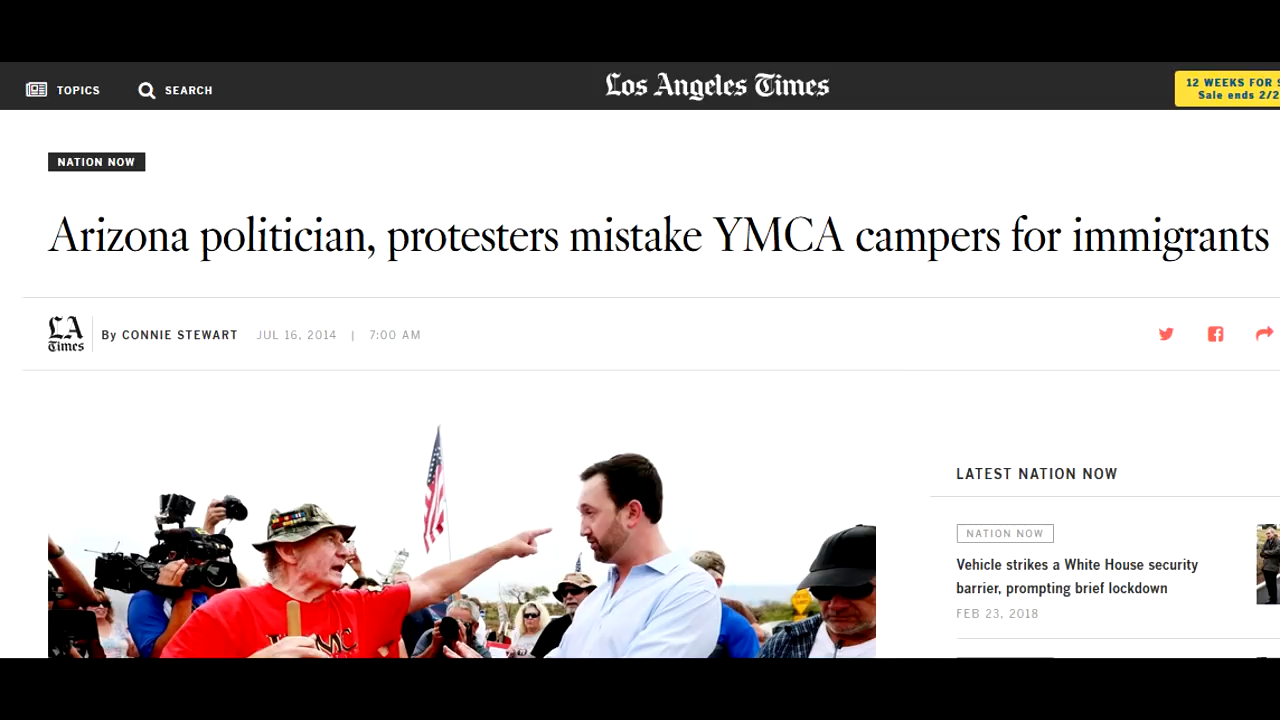 TOPICS
SEARCH
Los Angeles Times
12 WEEKS FOR
Sale ends 2/2
NATION NOW
Arizona politician, protesters mistake YMCA campers for immigrants
LA
Times
By CONNIE STEWART JUL 16, 2014 | 7:00 AM
LATEST NATION NOW
NATION NOW
Vehicle strikes a White House security
barrier, prompting brief lockdown
FEB 23, 2018